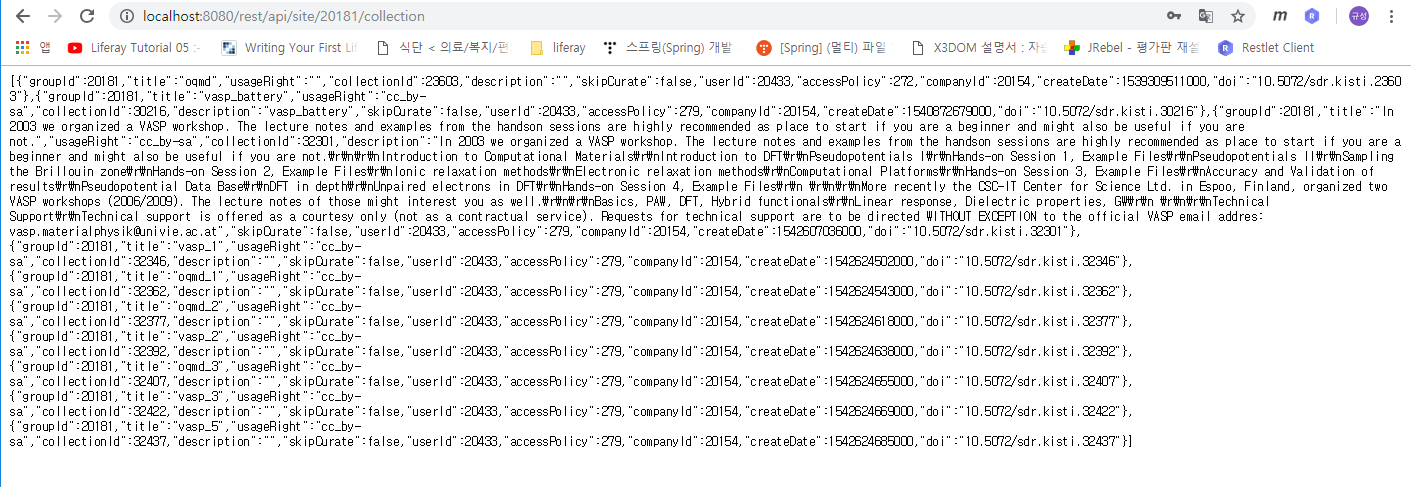 localhost:8080/rest/api/site/20181/collection
m
R
규성
앱
Liferay Tutorial 05 :-
Writing Your First Li
식단 < 의료/복지/편
liferay
스프링(Spring) 개발
[Spring] (멀티) 파일
X3DOM 설명서 : 자습
JRebel - 평가판 재설
Restlet Client
[{"groupId":20181,"title":"oqmd","usageRight":"","collectionId":23603,"description":"","skipCurate":false,"userId":20433,"accessPolicy":272,"companyId":20154,"createDate":1539309511000,"doi":"10.5072/sdr.kisti.2360
3"},{"groupId":20181,"title":"vasp_battery","usageRight":"cc_by-
sa","collectionId":30216,"description":"vasp_battery","skipCurate":false,"userId":20433,"accessPolicy":279,"companyId":20154,"createDate":1540872679000,"doi":"10.5072/sdr.kisti.30216"},{"groupId":20181,"title":"In
2003 we organized a VASP workshop. The lecture notes and examples from the handson sessions are highly recommended as place to start if you are a beginner and might also be useful if you are
not.","usageRight":"cc_by-sa","collectionId":32301,"description":"In 2003 we organized a VASP workshop. The lecture notes and examples from the handson sessions are highly recommended as place to start if you are a
beginner and might also be useful if you are not.₩r₩n₩r₩nIntroduction to Computational Materials₩r₩nIntroduction to DFT₩r₩nPseudopotentials I₩r₩nHands-on Session 1, Example Files₩r₩nPseudopotentials II₩r₩nSampling
the Brillouin zone₩r₩nHands-on Session 2, Example Files₩r₩nIonic relaxation methods₩r₩nElectronic relaxation methods₩r₩nComputational Platforms₩r₩nHands-on Session 3, Example Files₩r₩nAccuracy and Validation of
results₩r₩nPseudopotential Data Base₩r₩nDFT in depth₩r₩nUnpaired electrons in DFT₩r₩nHands-on Session 4, Example Files₩r₩n ₩r₩n₩r₩nMore recently the CSC-IT Center for Science Ltd. in Espoo, Finland, organized two
VASP workshops (2006/2009). The lecture notes of those might interest you as well.₩r₩n₩r₩nBasics, PAW, DFT, Hybrid functionals₩r₩nLinear response, Dielectric properties, GW₩r₩n ₩r₩n₩r₩nTechnical
Support₩r₩nTechnical support is offered as a courtesy only (not as a contractual service). Requests for technical support are to be directed WITHOUT EXCEPTION to the official VASP email addres:
vasp.materialphysik@univie.ac.at","skipCurate":false,"userId":20433,"accessPolicy":279,"companyId":20154,"createDate":1542607036000,"doi":"10.5072/sdr.kisti.32301"},
{"groupId":20181,"title":"vasp_1","usageRight":"cc_by-
sa","collectionId":32346,"description":"","skipCurate":false,"userId":20433,"accessPolicy":279,"companyId":20154,"createDate":1542624502000,"doi":"10.5072/sdr.kisti.32346"},
{"groupId":20181,"title":"oqmd_1","usageRight":"cc_by-
sa","collectionId":32362,"description":"","skipCurate":false,"userId":20433,"accessPolicy":279,"companyId":20154,"createDate":1542624543000,"doi":"10.5072/sdr.kisti.32362"},
{"groupId":20181,"title":"oqmd_2","usageRight":"cc_by-
sa","collectionId":32377,"description":"","skipCurate":false,"userId":20433,"accessPolicy":279,"companyId":20154,"createDate":1542624618000,"doi":"10.5072/sdr.kisti.32377"},
{"groupId":20181,"title":"vasp_2","usageRight":"cc_by-
sa","collectionId":32392,"description":"","skipCurate":false,"userId":20433,"accessPolicy":279,"companyId":20154,"createDate":1542624638000,"doi":"10.5072/sdr.kisti.32392"},
{"groupId":20181,"title":"oqmd_3","usageRight":"cc_by-
sa","collectionId":32407,"description":"","skipCurate":false,"userId":20433,"accessPolicy":279,"companyId":20154,"createDate":1542624655000,"doi":"10.5072/sdr.kisti.32407"},
{"groupId":20181,"title":"vasp_3","usageRight":"cc_by-
sa","collectionId":32422,"description":"","skipCurate":false,"userId":20433,"accessPolicy":279,"companyId":20154,"createDate":1542624669000,"doi":"10.5072/sdr.kisti.32422"},
{"groupId":20181,"title":"vasp_5","usageRight":"cc_by-
sa","collectionId":32437,"description":"","skipCurate":false,"userId":20433,"accessPolicy":279,"companyId":20154,"createDate":1542624685000,"doi":"10.5072/sdr.kisti.32437"}]